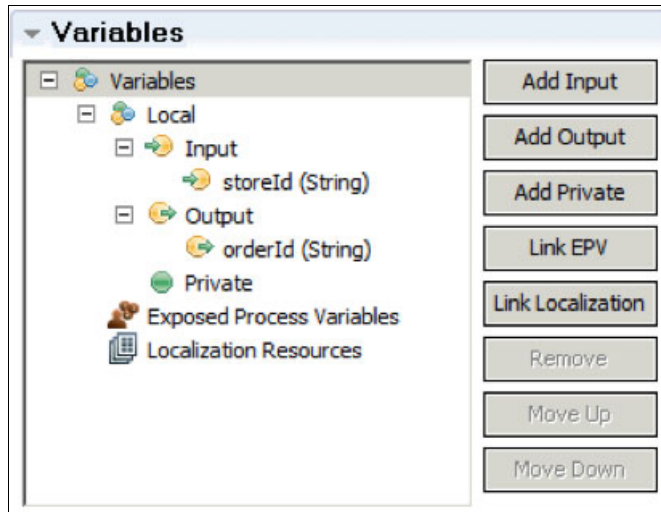 Variables
Variables
Local
Input
storeId (String)
Output
orderId (String)
Private
Exposed Process Variables
Localization Resources
Add Input
Add Output
Add Private
Link EPV
Link Localization
Remove
Move Up
Move Down